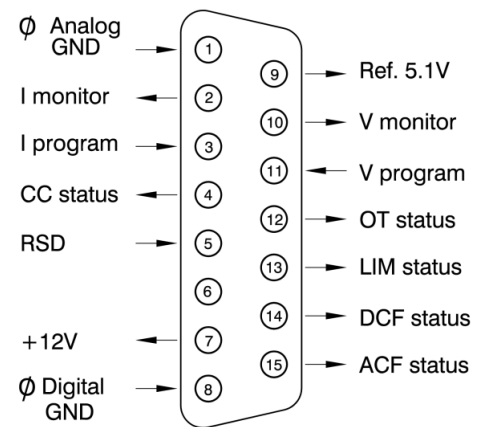 Ø Analog
GND
1
I monitor
2
I program
3
CC status
4
RSD
5
6
+12V
7
Ø Digital
GND
8
9
Ref. 5.1V
10
V monitor
11
V program
12
OT status
13
LIM status
14
DCF status
15
ACF status